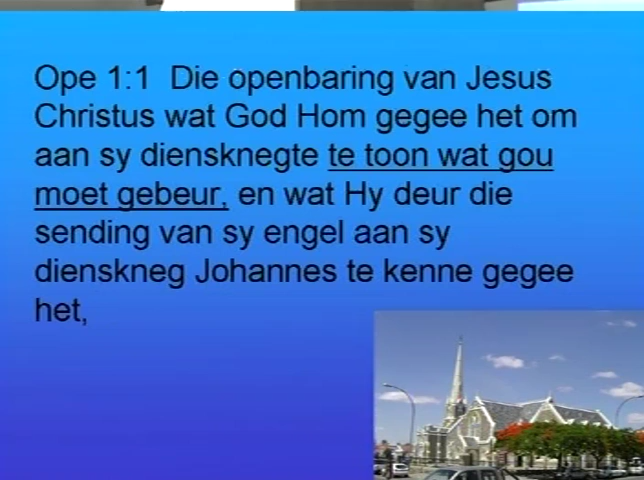 Ope 1:1 Die openbaring van Jesus
Christus wat God Hom gegee het om
aan sy diensknegte te toon wat gou
moet gebeur, en wat Hy deur die
sending van sy engel aan sy
dienskneg Johannes te kenne gegee
het,